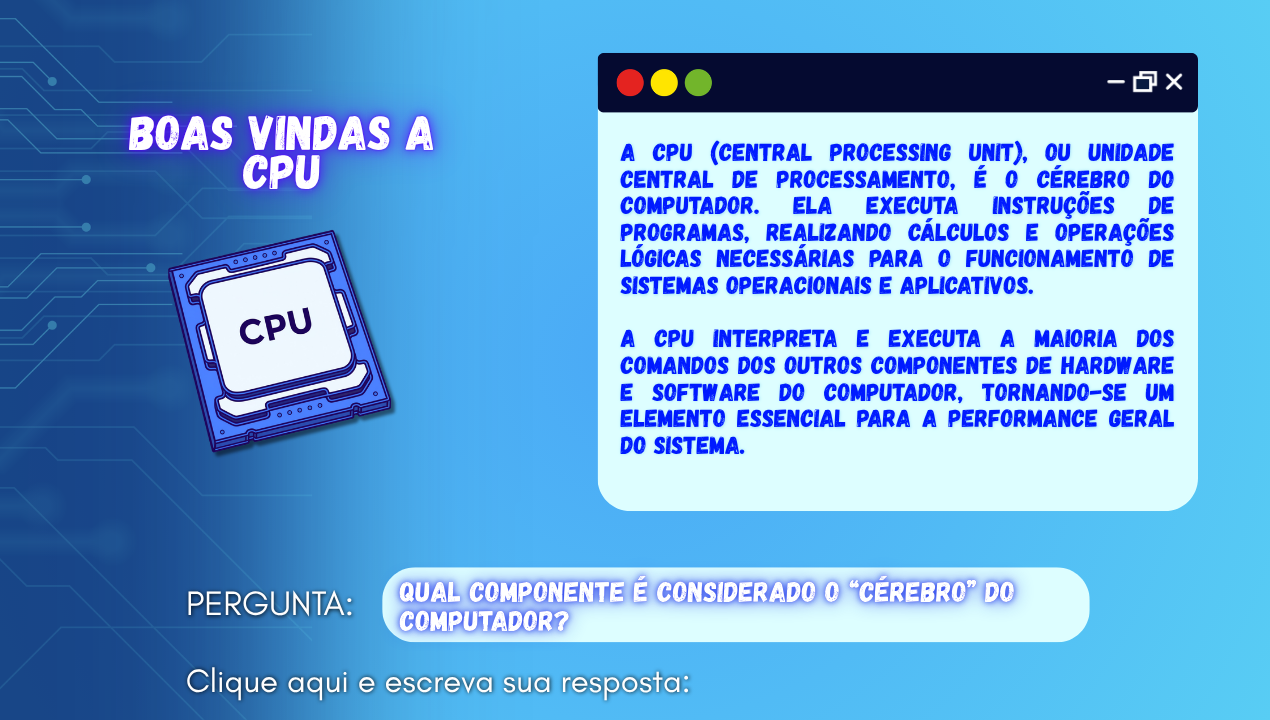 BOAS VINDAS A
CPU
CPU
A CPU (CENTRAL PROCESSING UNIT), OU UNIDADE
CENTRAL DE PROCESSAMENTO, É O CÉREBRO DO
COMPUTADOR. ELA EXECUTA INSTRUÇÕES DE
PROGRAMAS, REALIZANDO CÁLCULOS E OPERAÇÕES
LÓGICAS NECESSÁRIAS PARA O FUNCIONAMENTO DE
SISTEMAS OPERACIONAIS E APLICATIVOS.
A CPU INTERPRETA E EXECUTA A MAIORIA DOS
COMANDOS DOS OUTROS COMPONENTES DE HARDWARE
E SOFTWARE DO COMPUTADOR, TORNANDO-SE UM
ELEMENTO ESSENCIAL PARA A PERFORMANCE GERAL
DO SISTEMA.
PERGUNTA:
QUAL COMPONENTE É CONSIDERADO O “CÉREBRO” DO
COMPUTADOR?
Clique aqui e escreva sua resposta: